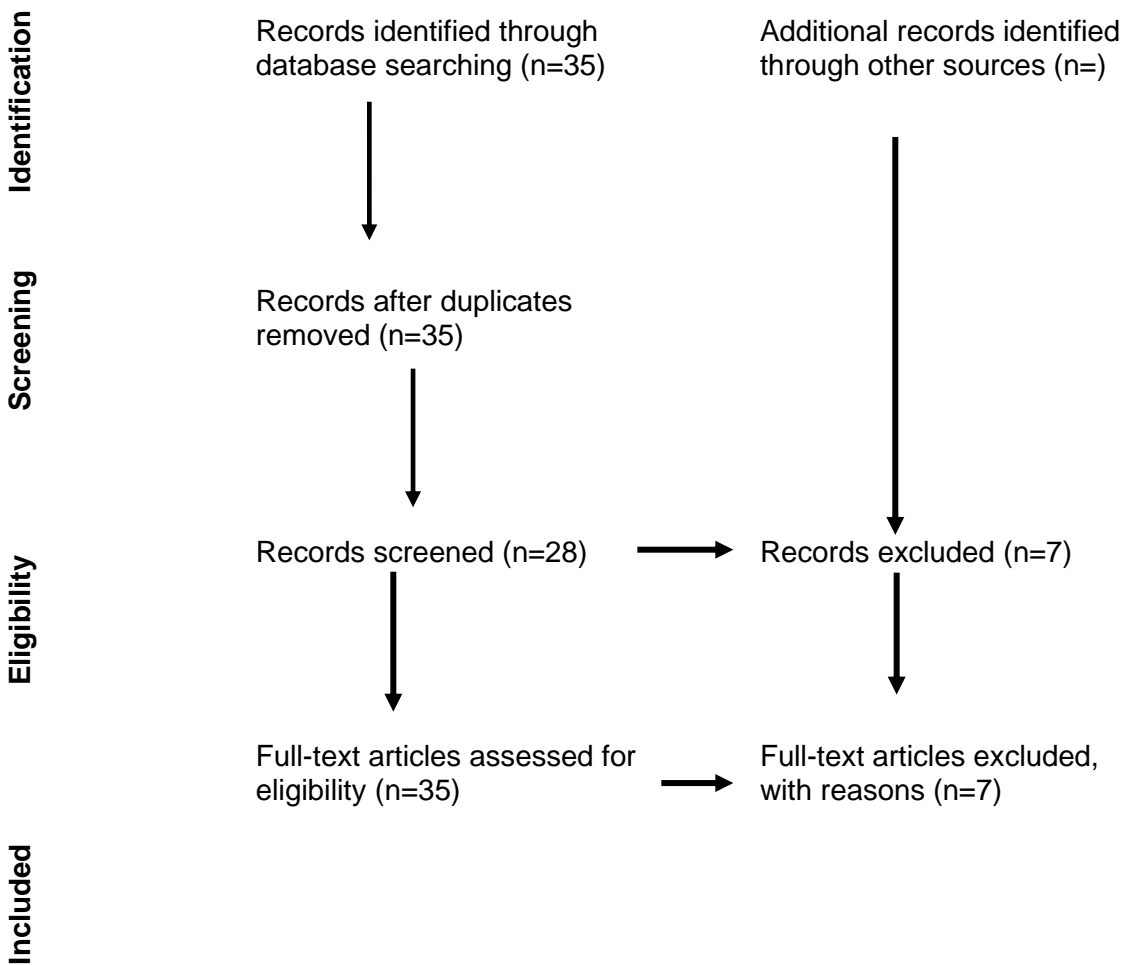 Identification
Records identified through
database searching (n=35)
Additional records identified
through other sources (n=)
Screening
Records after duplicates
removed (n=35)
Eligibility
Records screened (n=28)
Records excluded (n=7)
Full-text articles assessed for
eligibility (n=35)
Full-text articles excluded,
with reasons (n=7)
Included